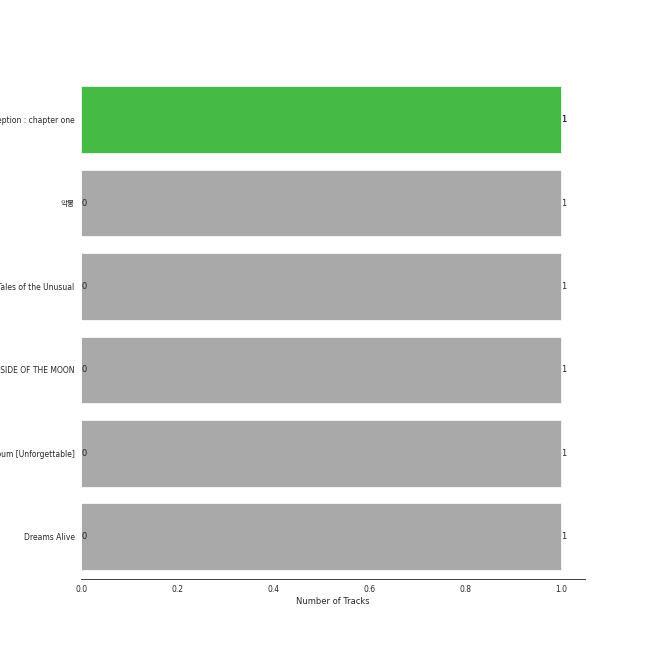 eption : chapter one
1
악몽
0
1
Tales of the Unusual
0
1
SIDE OF THE MOON
0
1
bum [Unforgettable]
0
1
Dreams Alive
0
1
0.0 0.2 0.4 0.6 0.8 1.0
Number of Tracks